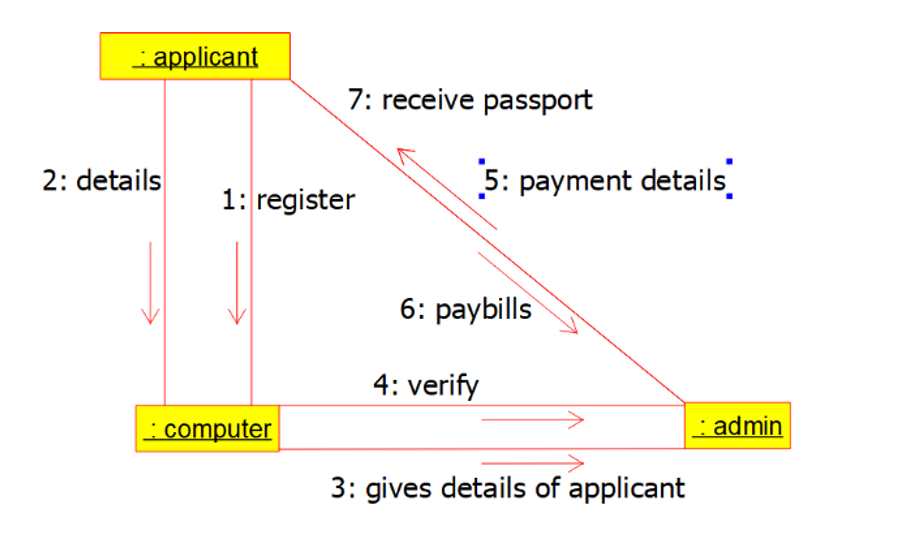 : applicant
7: receive passport
2: details
5: payment details
1: register
6: paybills
4: verify
: computer
: admin
3: gives details of applicant